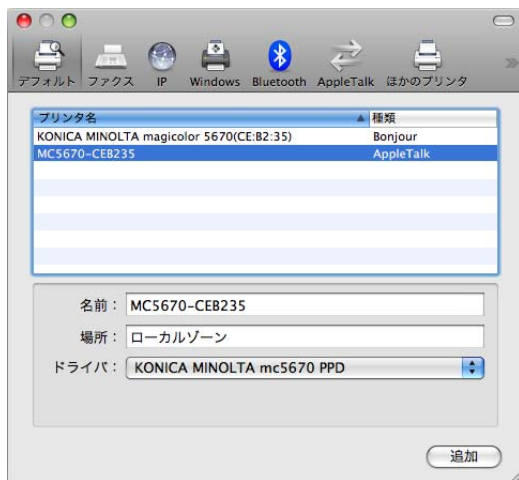 デフォルト ファクス IP Windows Bluetooth AppleTalk ほかのプリンタ
プリンタ名 種類
KONICA MINOLTA magicolor 5670(CE:B2:35) Bonjour
MC5670-CEB235 AppleTalk
名前： MC5670-CEB235
場所： ローカルゾーン
ドライバ： KONICA MINOLTA mc5670 PPD
追加